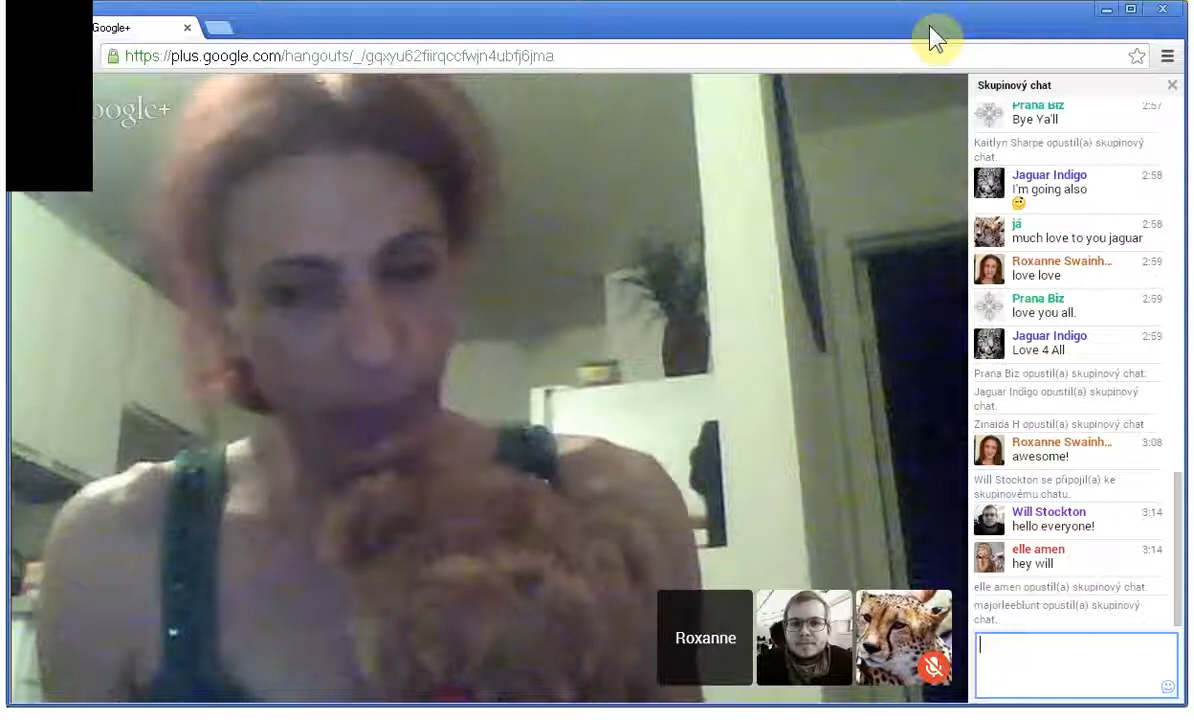 Google+
https://plus.google.com/hangouts/_/gqxyu62fiirqccfwjn4ubfj6jma
oogle+
Skupinový chat
Prana Biz 2:57
Bye Ya'll
Kaitlyn Sharpe opustil(a) skupinový
chat.
Jaguar Indigo 2:58
I'm going also
já 2:58
much love to you jaguar
Roxanne Swainh... 2:59
love love
Prana Biz 2:59
love you all.
Jaguar Indigo 2:59
Love 4 All
Prana Biz opustil(a) skupinový chat.
Jaguar Indigo opustil(a) skupinový
chat.
Zinaida H opustil(a) skupinový chat
Roxanne Swainh... 3:08
awesome!
Will Stockton se připojil(a) ke
skupinovému chatu.
Will Stockton 3:14
hello everyone!
elle amen 3:14
hey will
elle amen opustil(a) skupinový chat.
majorleeblunt opustil(a) skupinový
chat.
Roxanne